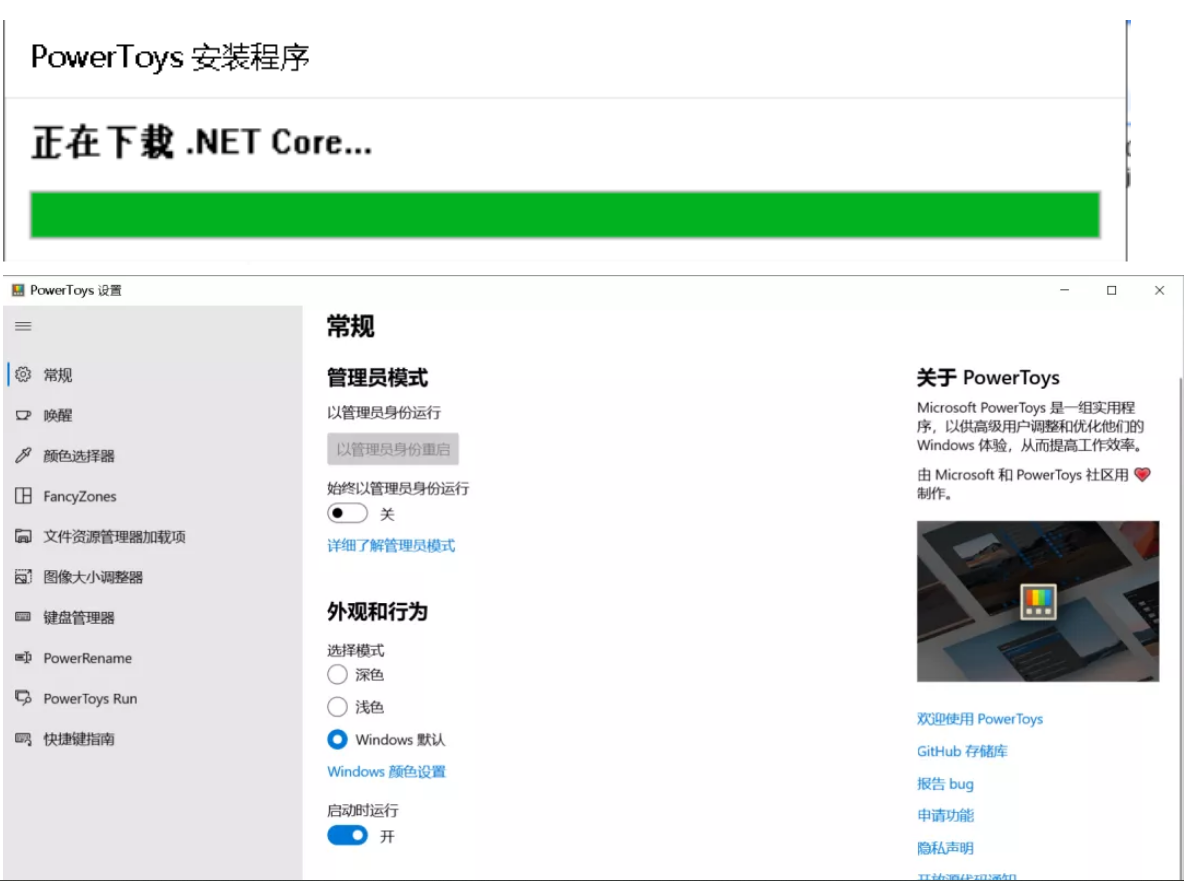 PowerToys 安装程序
正在下载 .NET Core...
PowerToys 设置
常规
唤醒
颜色选择器
FancyZones
文件资源管理器加载项
图像大小调整器
键盘管理器
PowerRename
PowerToys Run
快捷键指南
常规
管理员模式
以管理员身份运行
以管理员身份重启
始终以管理员身份运行
关
详细了解管理员模式
外观和行为
选择模式
深色
浅色
Windows 默认
Windows 颜色设置
启动时运行
开
关于 PowerToys
Microsoft PowerToys 是一组实用程
序，以供高级用户调整和优化他们的
Windows 体验，从而提高工作效率。
由 Microsoft 和 PowerToys 社区用 ❤
制作。
欢迎使用 PowerToys
GitHub 存储库
报告 bug
申请功能
隐私声明
开放源代码通知